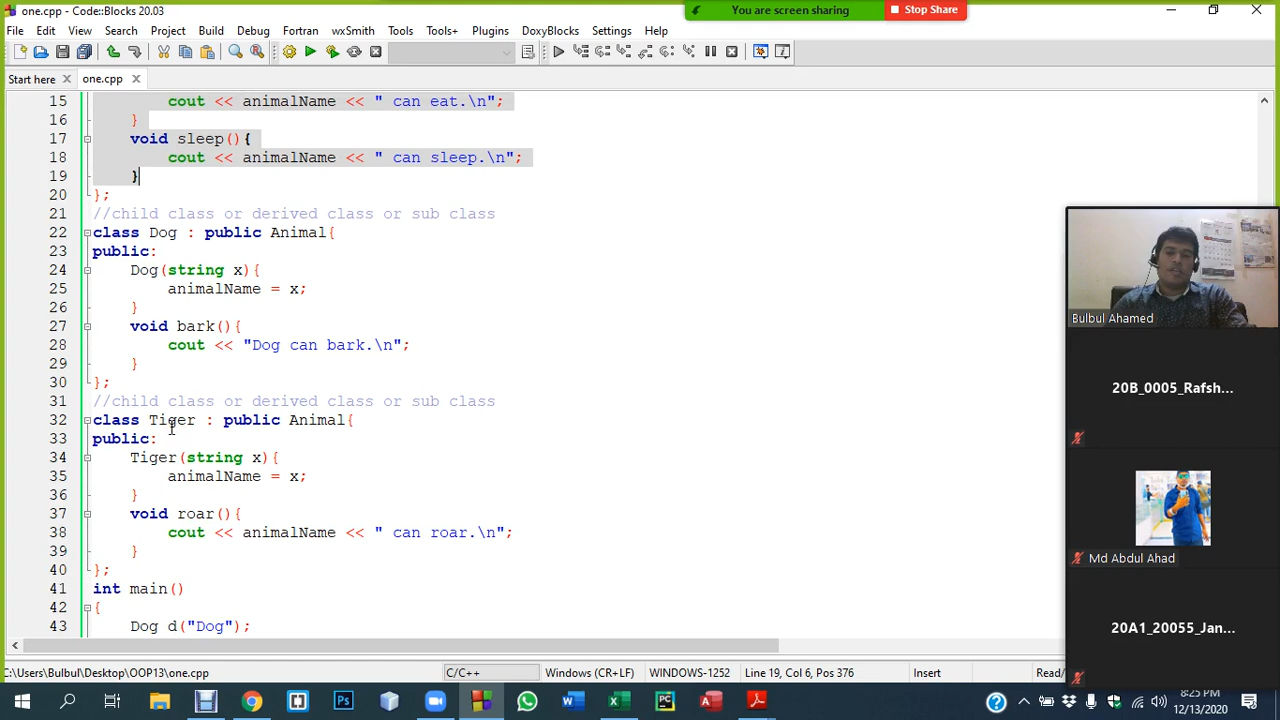 one.cpp - Code::Blocks 20.03
You are screen sharing
Stop Share
File Edit View Search Project Build Debug Fortran wxSmith Tools Tools+ Plugins DoxyBlocks Settings Help
Start here
one.cpp
15 cout << animalName << " can eat.\n";
16 }
17 void sleep(){
18 cout << animalName << " can sleep.\n";
19 }
20 };
21 //child class or derived class or sub class
22 class Dog : public Animal{
23 public:
24 Dog(string x){
25 animalName = x;
26 }
27 void bark(){
28 cout << "Dog can bark.\n";
29 }
30 };
31 //child class or derived class or sub class
32 class Tiger : public Animal{
33 public:
34 Tiger(string x){
35 animalName = x;
36 }
37 void roar(){
38 cout << animalName << " can roar.\n";
39 }
40 };
41 int main()
42 {
43 Dog d("Dog");
Bulbul Ahamed
20B_0005_Rafsh...
Md Abdul Ahad
20A1_20055_Jan...
C:\Users\Bulbul\Desktop\OOP13\one.cpp C/C++ Windows (CR+LF) WINDOWS-1252 Line 19, Col 6, Pos 376 Insert Read/
8:25 PM
12/13/2020